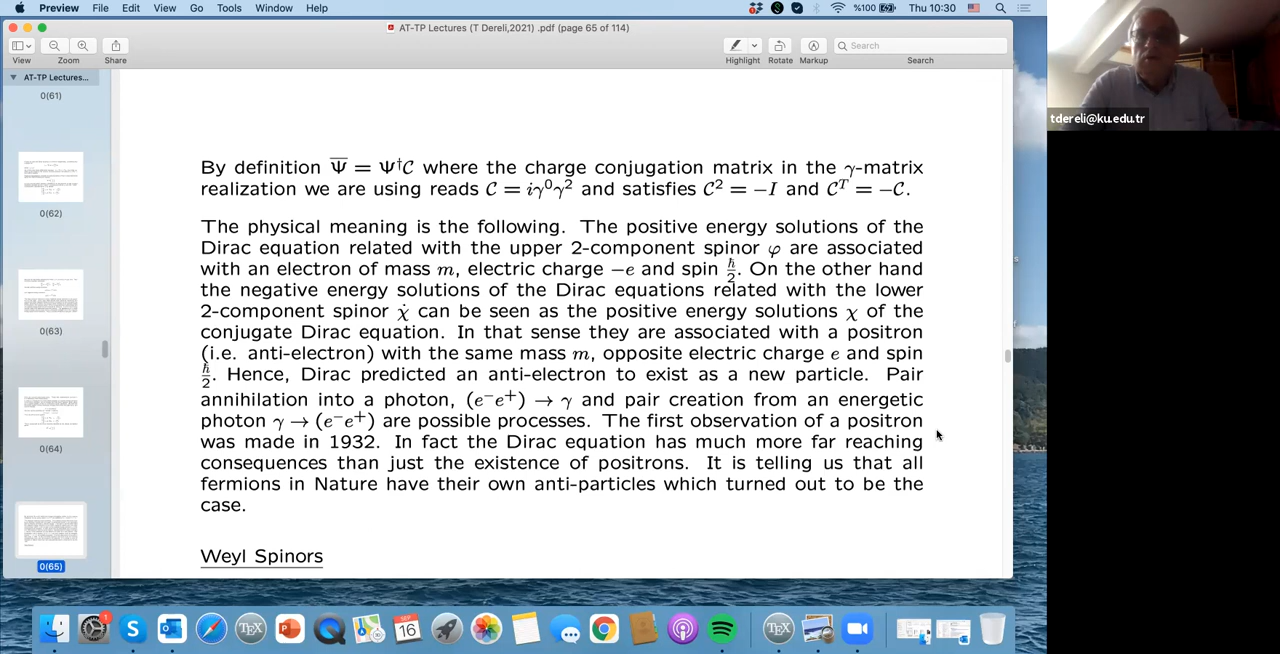 Preview File Edit View Go Tools Window Help %100 Thu 10:30
AT-TP Lectures (T Dereli,2021) .pdf (page 65 of 114)
View Zoom Share Highlight Rotate Markup Search
Search
AT-TP Lectures...
0(61)
0(62)
0(63)
0(64)
0(65)
By definition Ψ̅ = Ψ†𝒞 where the charge conjugation matrix in the γ-matrix
realization we are using reads 𝒞 = iγ⁰γ² and satisfies 𝒞² = −I and 𝒞ᵀ = −𝒞.
The physical meaning is the following. The positive energy solutions of the
Dirac equation related with the upper 2-component spinor φ are associated
with an electron of mass m, electric charge −e and spin ℏ/2. On the other hand
the negative energy solutions of the Dirac equations related with the lower
2-component spinor χ̇ can be seen as the positive energy solutions χ of the
conjugate Dirac equation. In that sense they are associated with a positron
(i.e. anti-electron) with the same mass m, opposite electric charge e and spin
ℏ/2. Hence, Dirac predicted an anti-electron to exist as a new particle. Pair
annihilation into a photon, (e⁻e⁺) → γ and pair creation from an energetic
photon γ → (e⁻e⁺) are possible processes. The first observation of a positron
was made in 1932. In fact the Dirac equation has much more far reaching
consequences than just the existence of positrons. It is telling us that all
fermions in Nature have their own anti-particles which turned out to be the
case.
Weyl Spinors
tdereli@ku.edu.tr
SEP
16
TEX
TEX
1